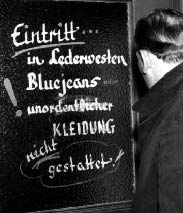 Eintritt...
in Lederwesten
Bluejeans
unordentlicher
KLEIDUNG
nicht
gestattet!